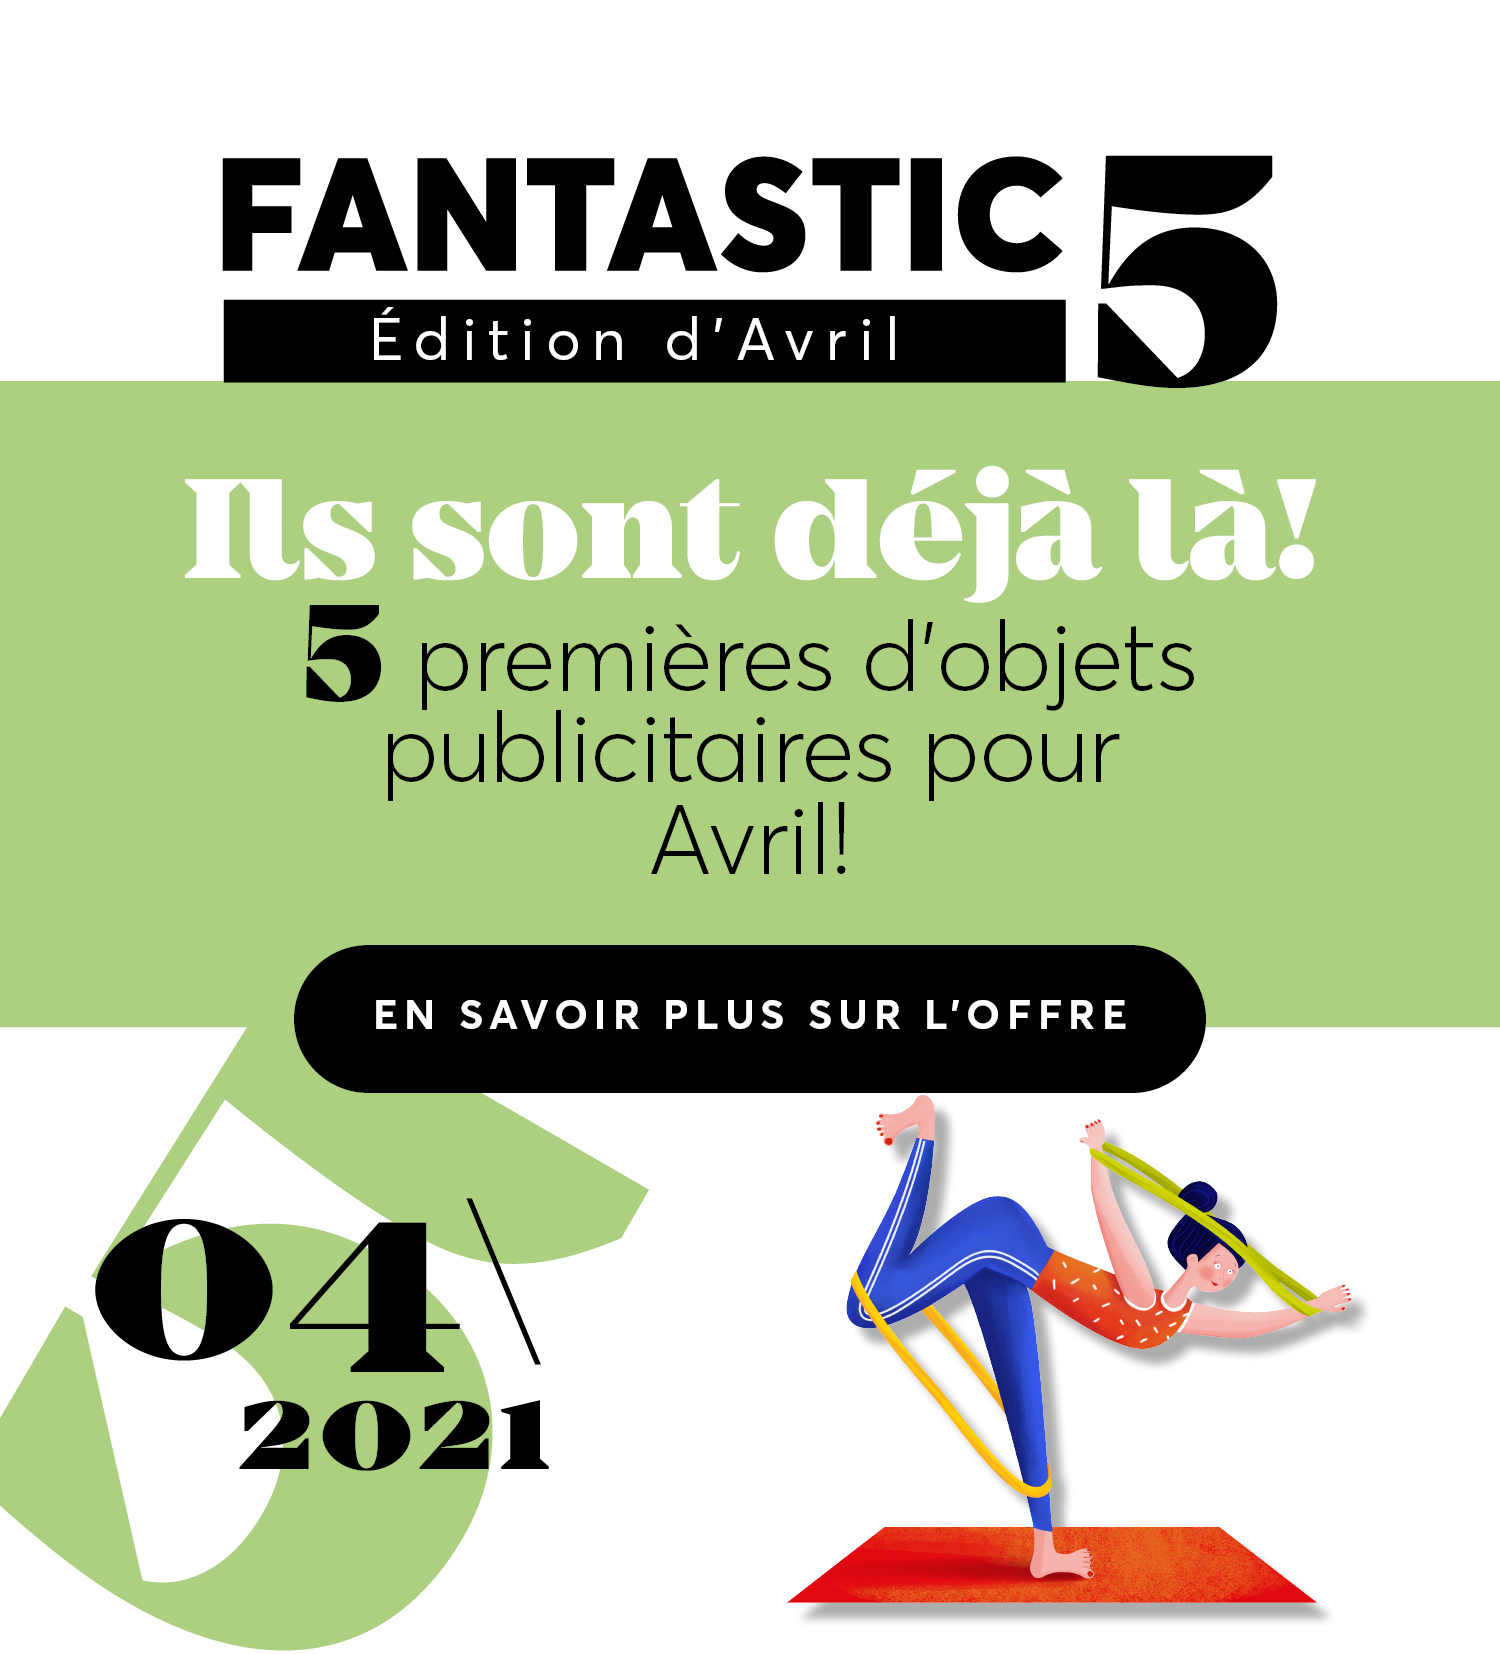 FANTASTIC 5
Édition d'Avril
Ils sont déjà là!
5 premières d'objets
publicitaires pour
Avril!
EN SAVOIR PLUS SUR L'OFFRE
04\
2021